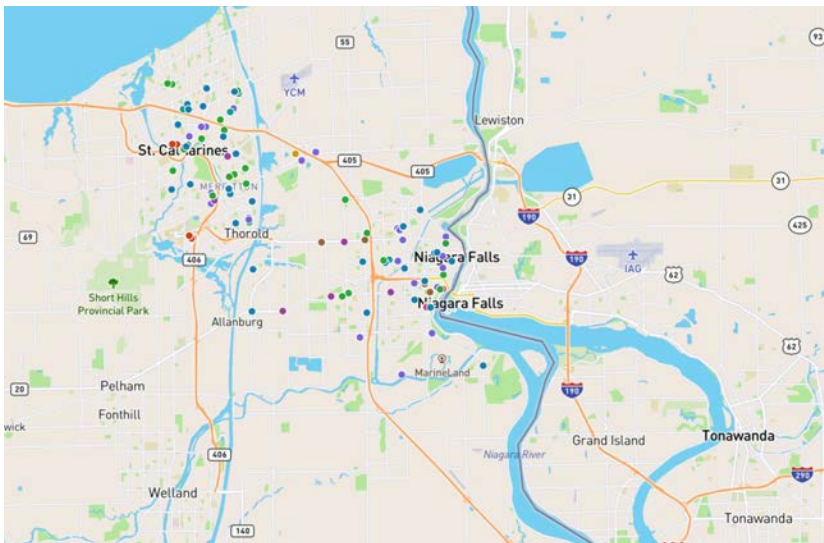 93
55
YCM
Lewiston
406
St. Catharines
405
405
31
MERRITTON
31
190
425
69
Thorold
Niagara Falls
IAG
190
62
406
Short Hills
Provincial Park
Niagara Falls
Allanburg
62
MarineLand
20
Pelham
190
Fonthill
wick
Grand Island
Tonawanda
Niagara River
406
290
Welland
Tonawanda
140